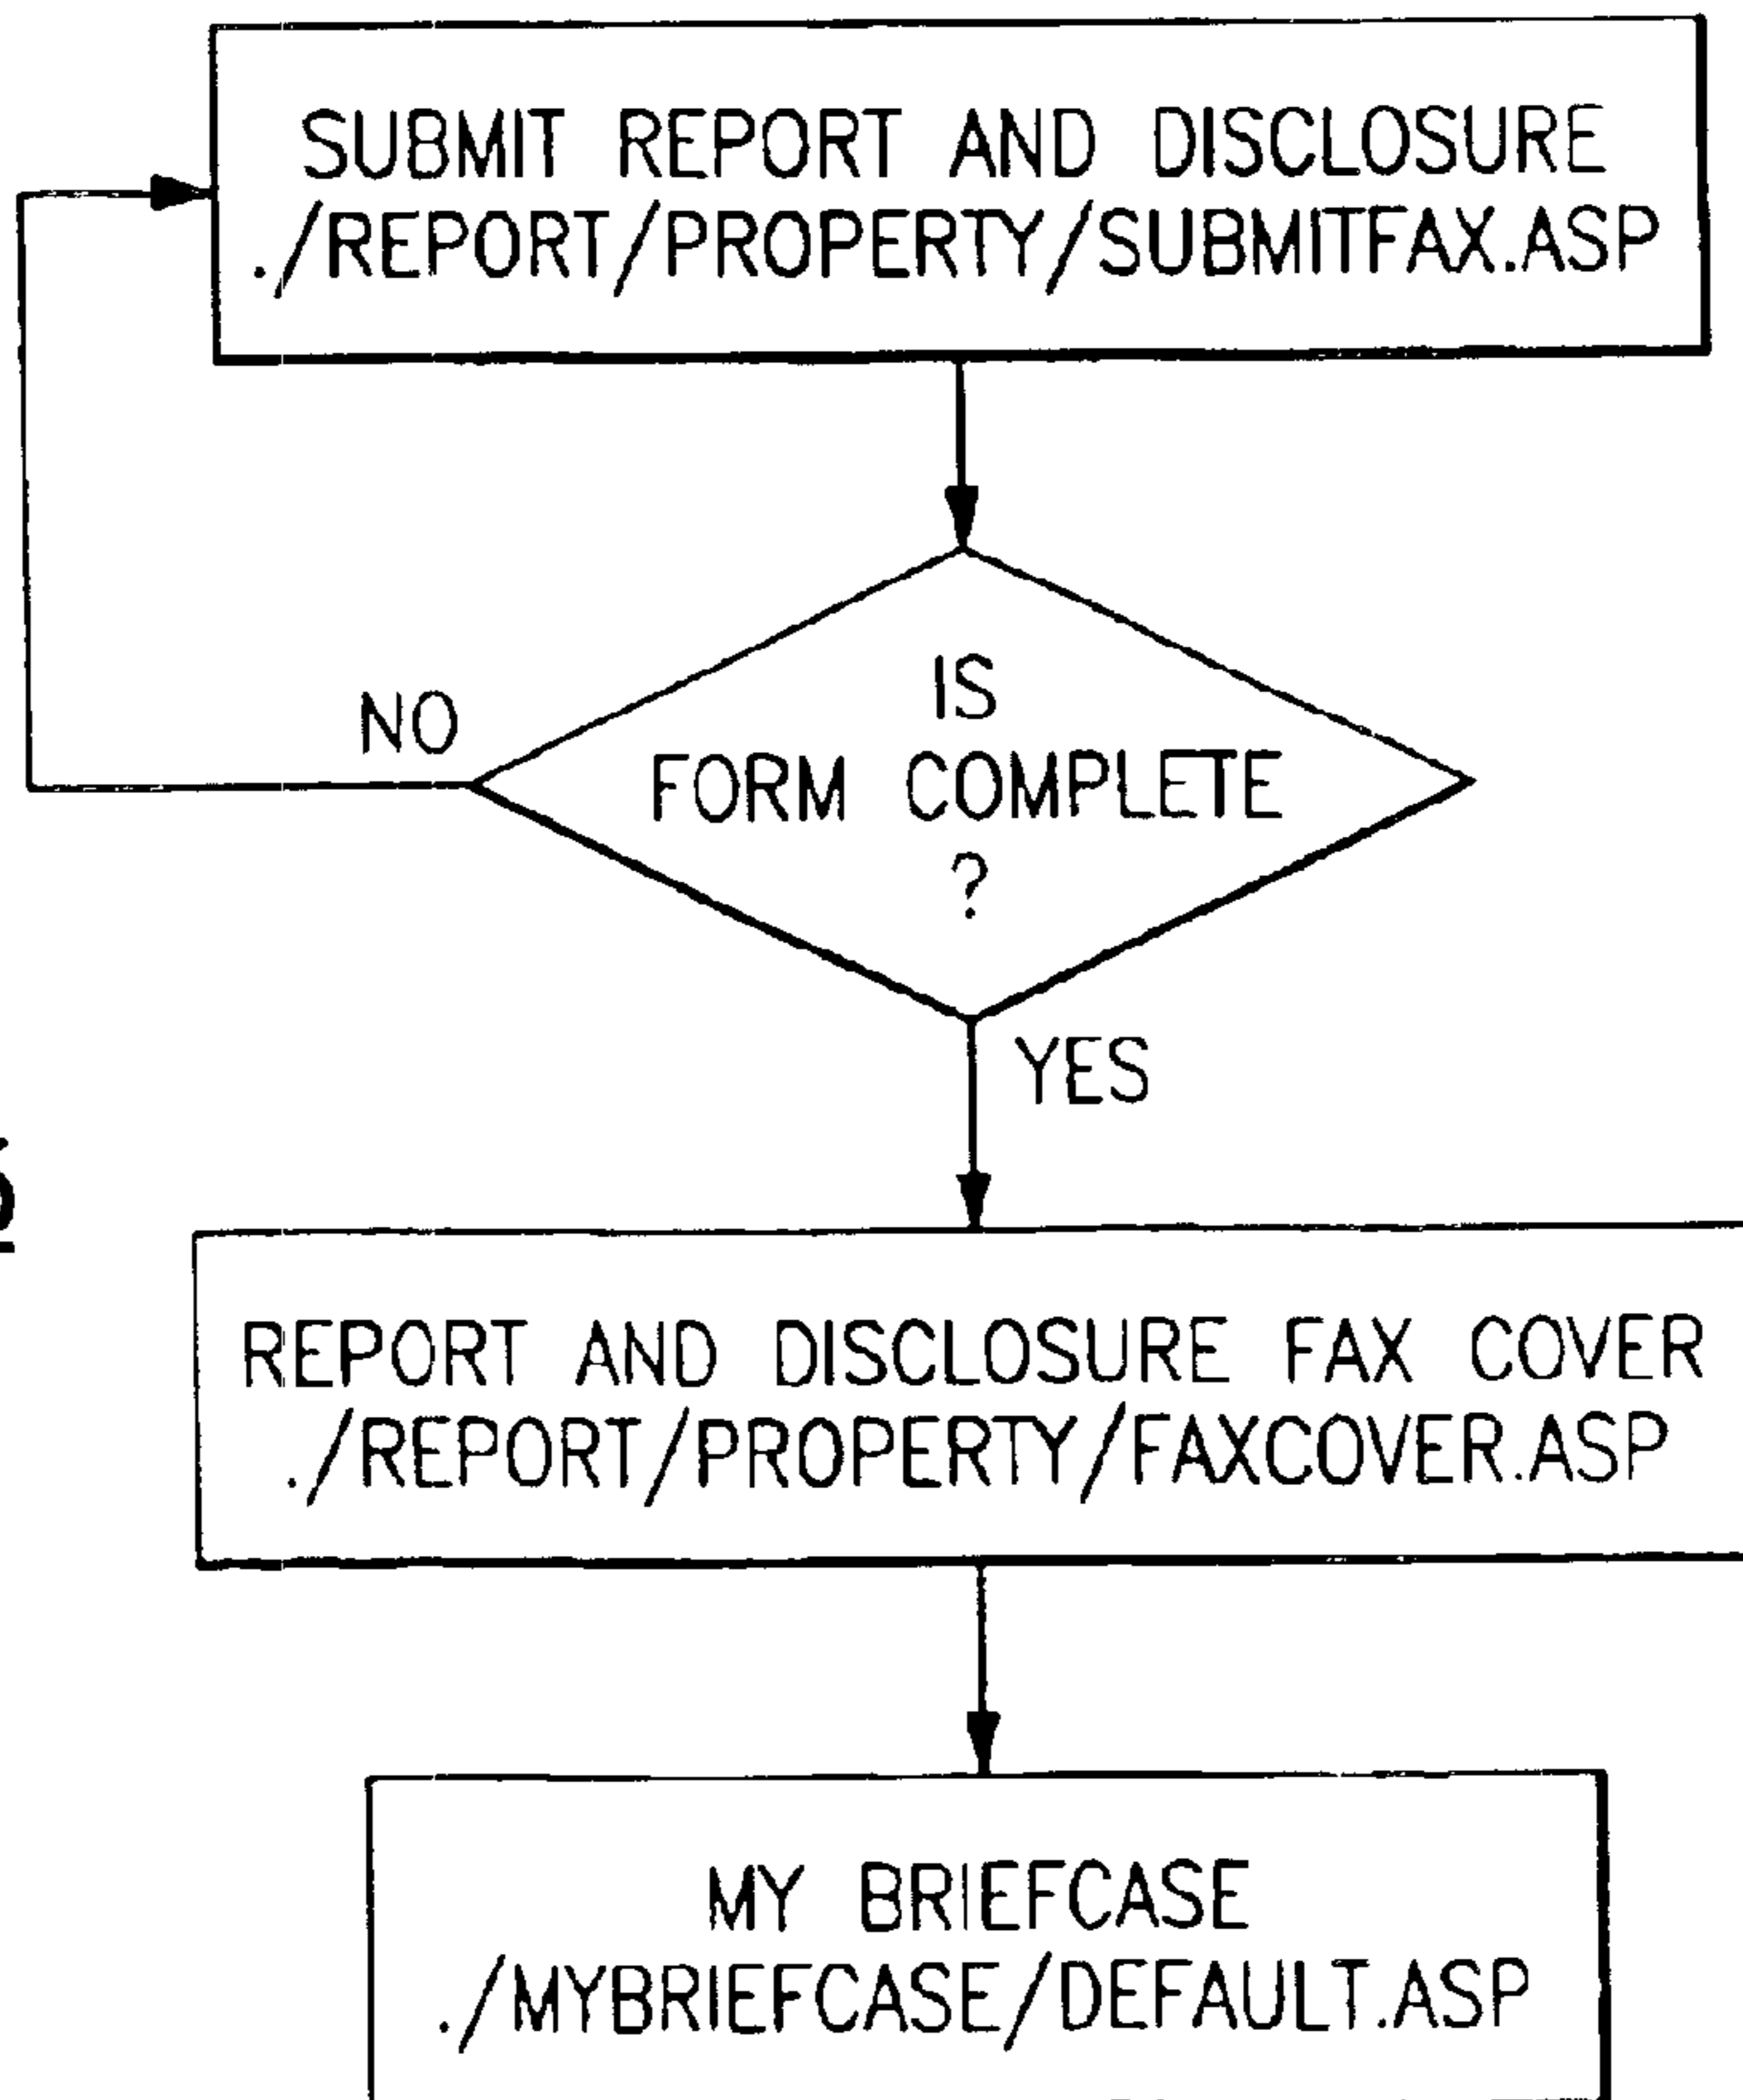 SUBMIT REPORT AND DISCLOSURE
./REPORT/PROPERTY/SUBMITFAX.ASP
IS
FORM COMPLETE
?
NO
YES
REPORT AND DISCLOSURE FAX COVER
./REPORT/PROPERTY/FAXCOVER.ASP
MY BRIEFCASE
./MYBRIEFCASE/DEFAULT.ASP